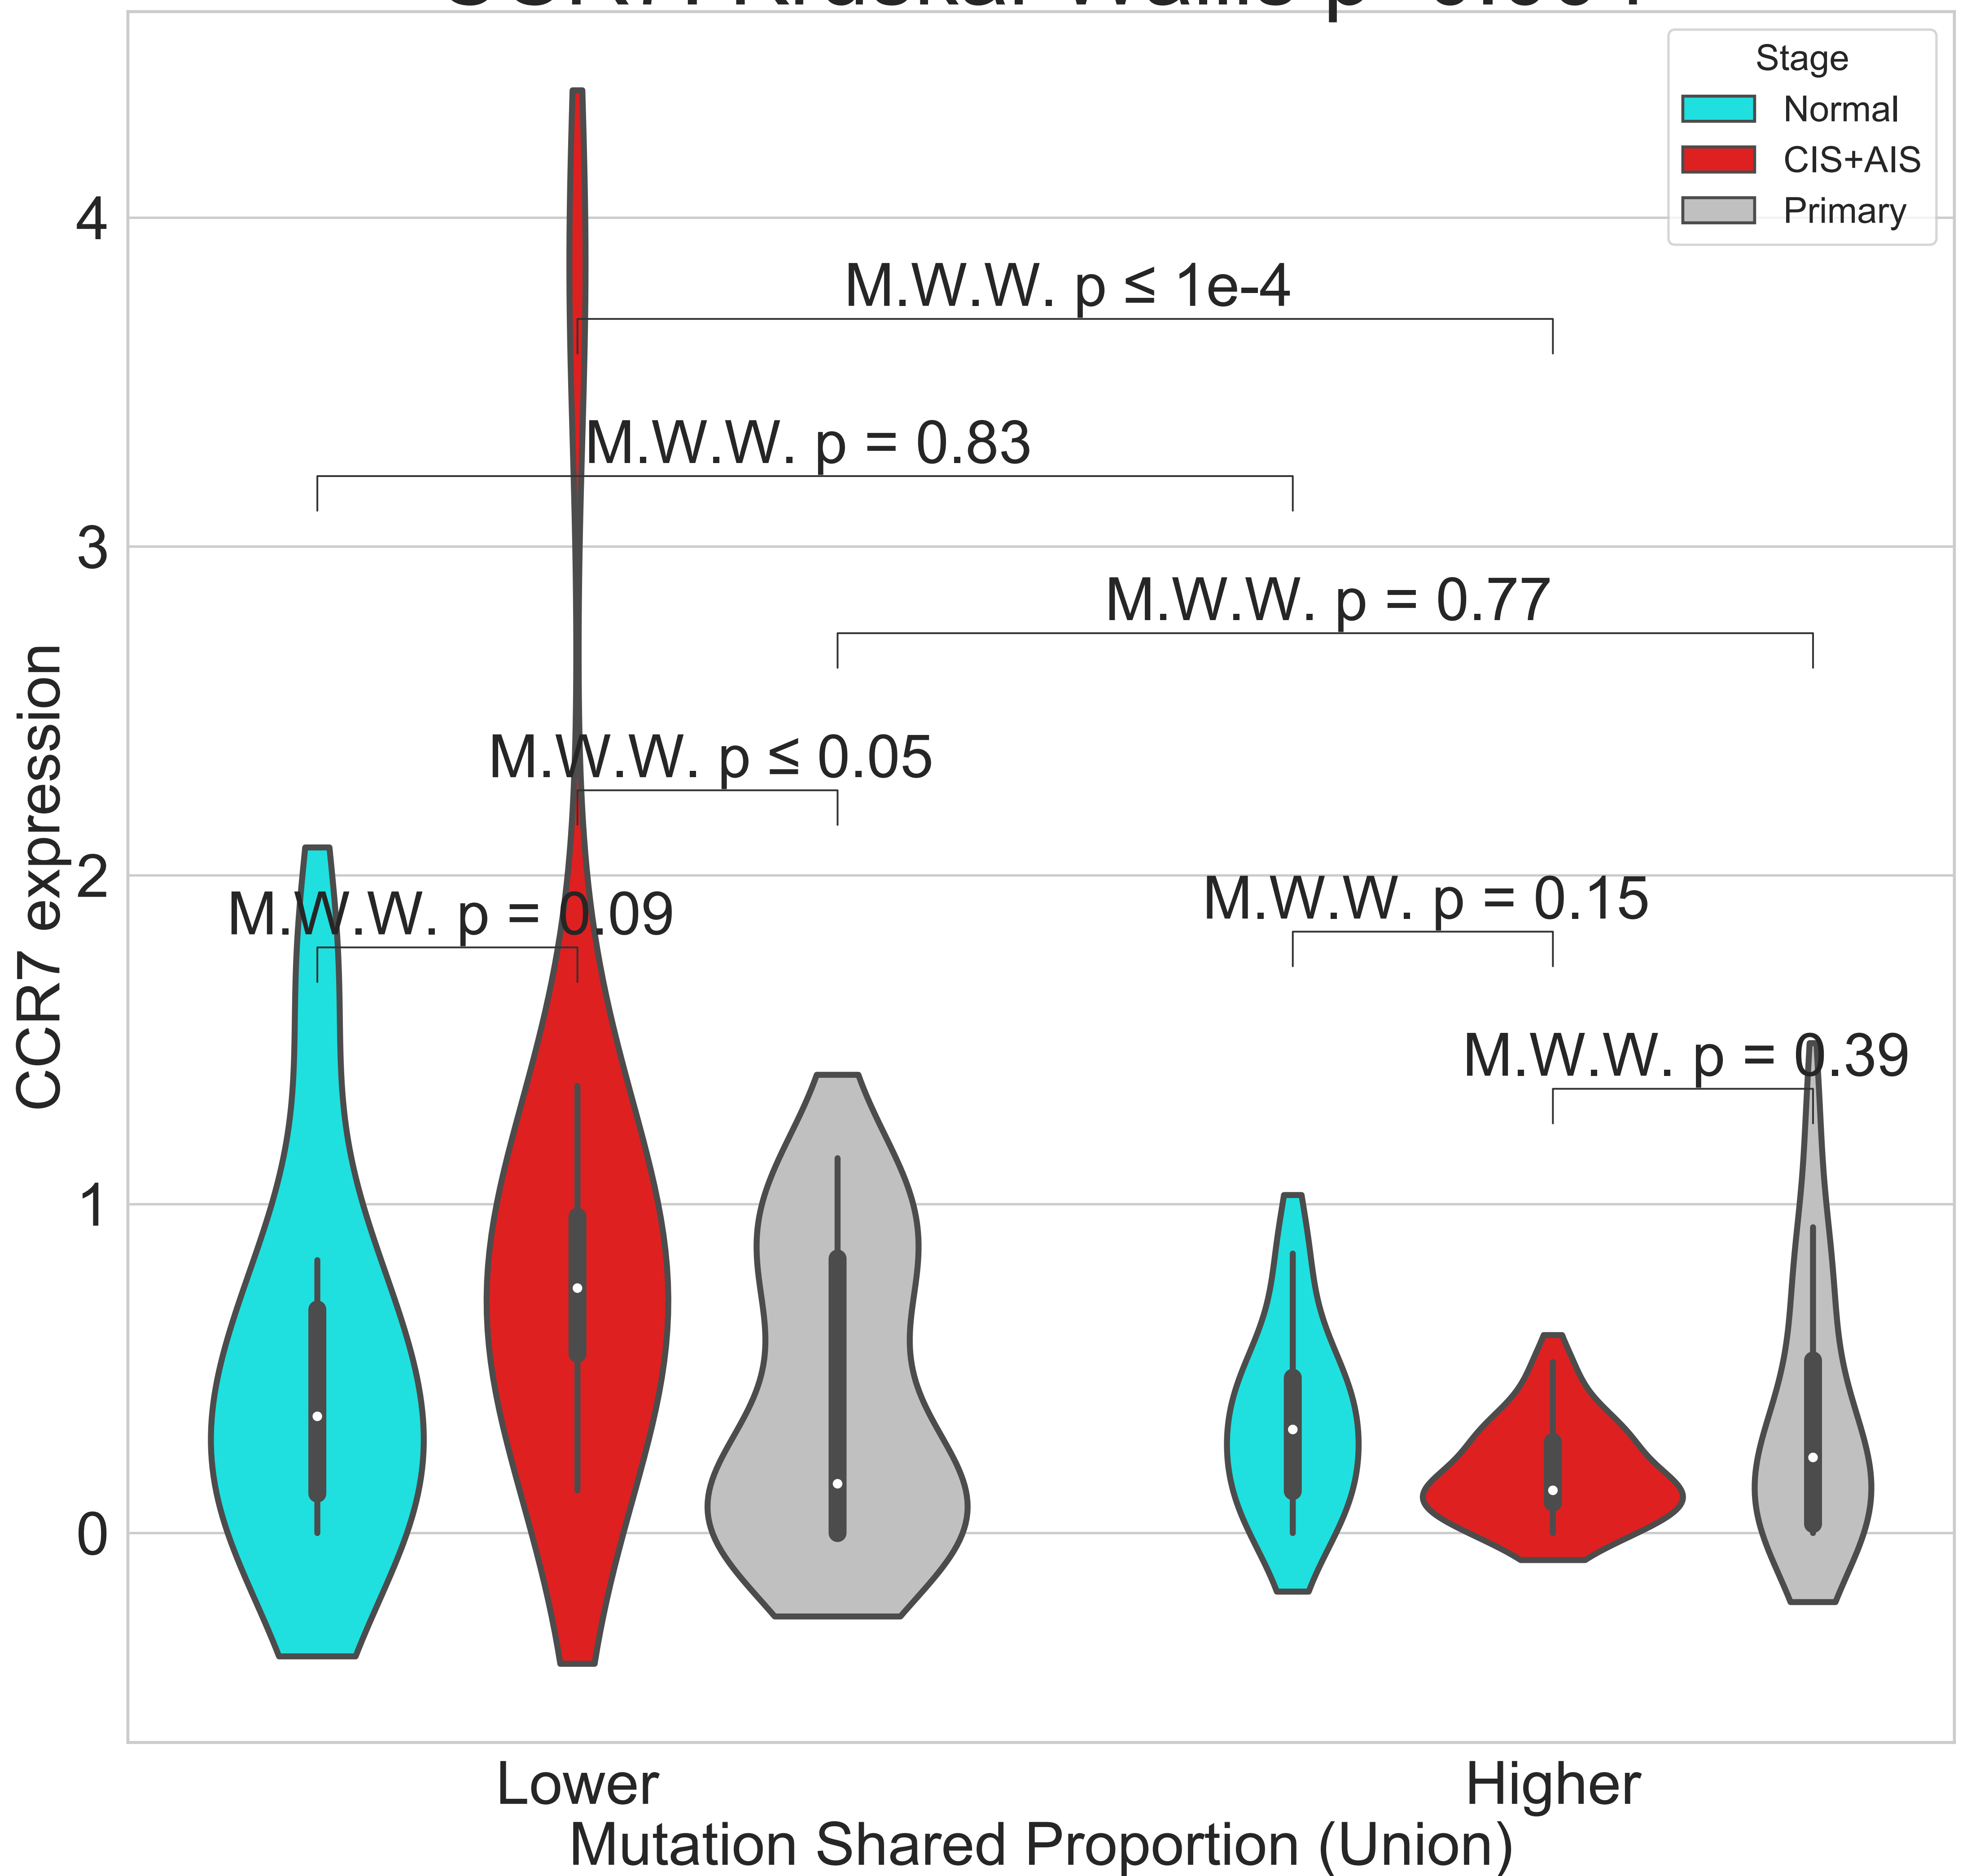 Stage
Normal
CIS+AIS
Primary
4
3
2
1
0
CCR7 expression
M.W.W. p ≤ 1e-4
M.W.W. p = 0.83
M.W.W. p = 0.77
M.W.W. p ≤ 0.05
M.W.W. p = 0.09
M.W.W. p = 0.15
M.W.W. p = 0.39
Lower
Higher
Mutation Shared Proportion (Union)